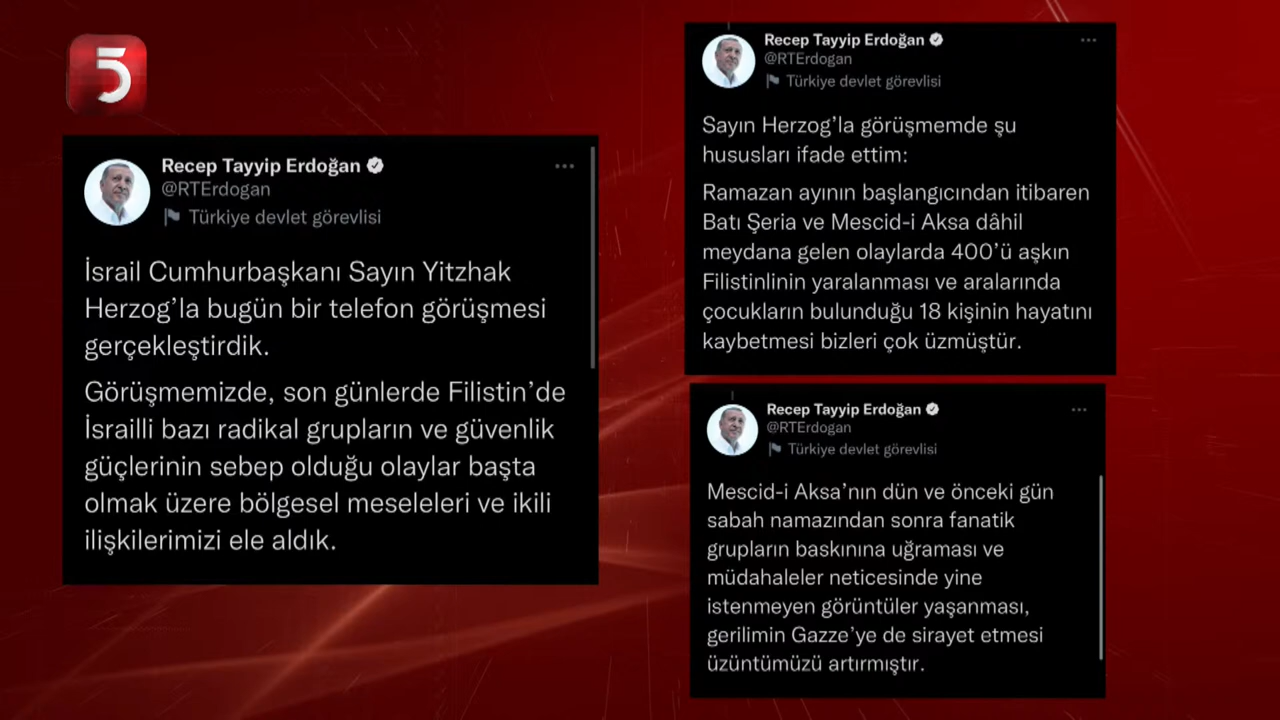 5
Recep Tayyip Erdoğan
@RTErdogan
Türkiye devlet görevlisi
İsrail Cumhurbaşkanı Sayın Yitzhak
Herzog’la bugün bir telefon görüşmesi
gerçekleştirdik.
Görüşmemizde, son günlerde Filistin’de
İsrailli bazı radikal grupların ve güvenlik
güçlerinin sebep olduğu olaylar başta
olmak üzere bölgesel meseleleri ve ikili
ilişkilerimizi ele aldık.
Recep Tayyip Erdoğan
@RTErdogan
Türkiye devlet görevlisi
Sayın Herzog’la görüşmemde şu
hususları ifade ettim:
Ramazan ayının başlangıcından itibaren
Batı Şeria ve Mescid-i Aksa dâhil
meydana gelen olaylarda 400’ü aşkın
Filistinlinin yaralanması ve aralarında
çocukların bulunduğu 18 kişinin hayatını
kaybetmesi bizleri çok üzmüştür.
Recep Tayyip Erdoğan
@RTErdogan
Türkiye devlet görevlisi
Mescid-i Aksa’nın dün ve önceki gün
sabah namazından sonra fanatik
grupların baskınına uğraması ve
müdahaleler neticesinde yine
istenmeyen görüntüler yaşanması,
gerilimin Gazze’ye de sirayet etmesi
üzüntümüzü artırmıştır.